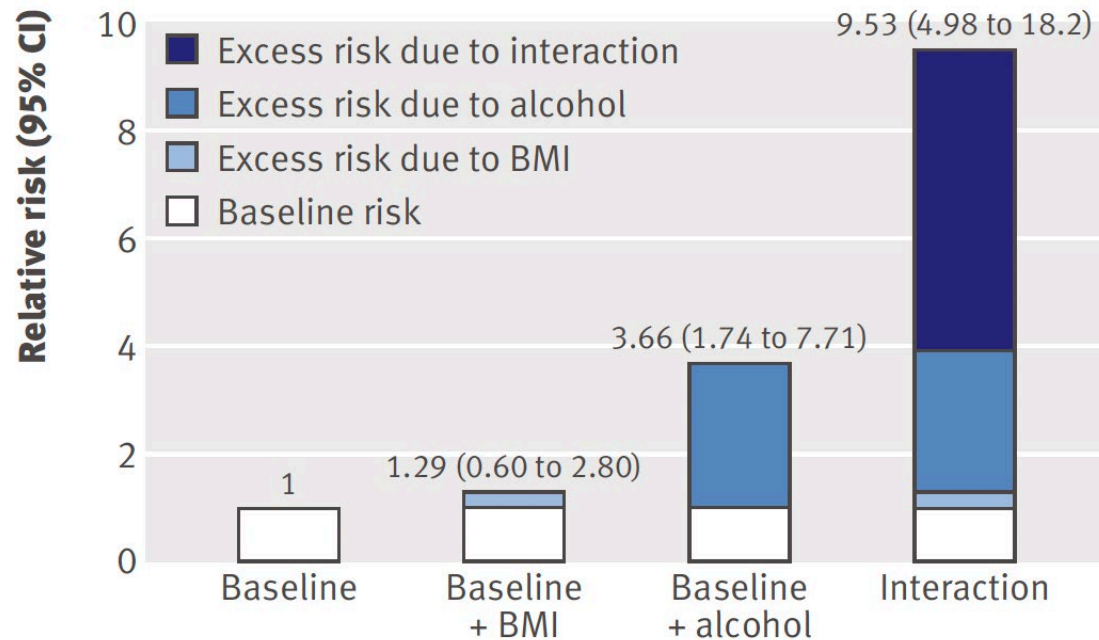 Relative risk (95% CI)
10
8
6
4
2
0
Excess risk due to interaction
Excess risk due to alcohol
Excess risk due to BMI
Baseline risk
1
1.29 (0.60 to 2.80)
3.66 (1.74 to 7.71)
9.53 (4.98 to 18.2)
Baseline
Baseline
+ BMI
Baseline
+ alcohol
Interaction